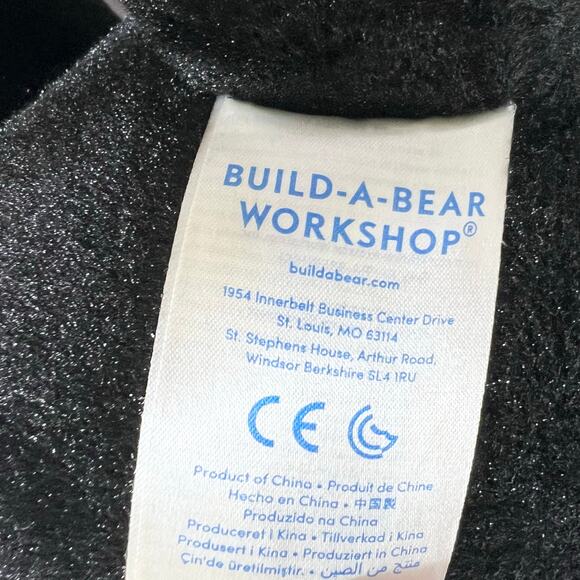 BUILD-A-BEAR
WORKSHOP®
buildabear.com
1954 Innerbelt Business Center Drive
St. Louis, MO 63114
St. Stephens House, Arthur Road,
Windsor Berkshire SL4 1RU
CE
Product of China • Produit de Chine
Hecho en China • 中国製
Produzido na China
Produceret i Kina • Tillverkad i Kina
Produsert i Kina • Produziert in China
Çin'de üretilmiştir. • منتج من الصين